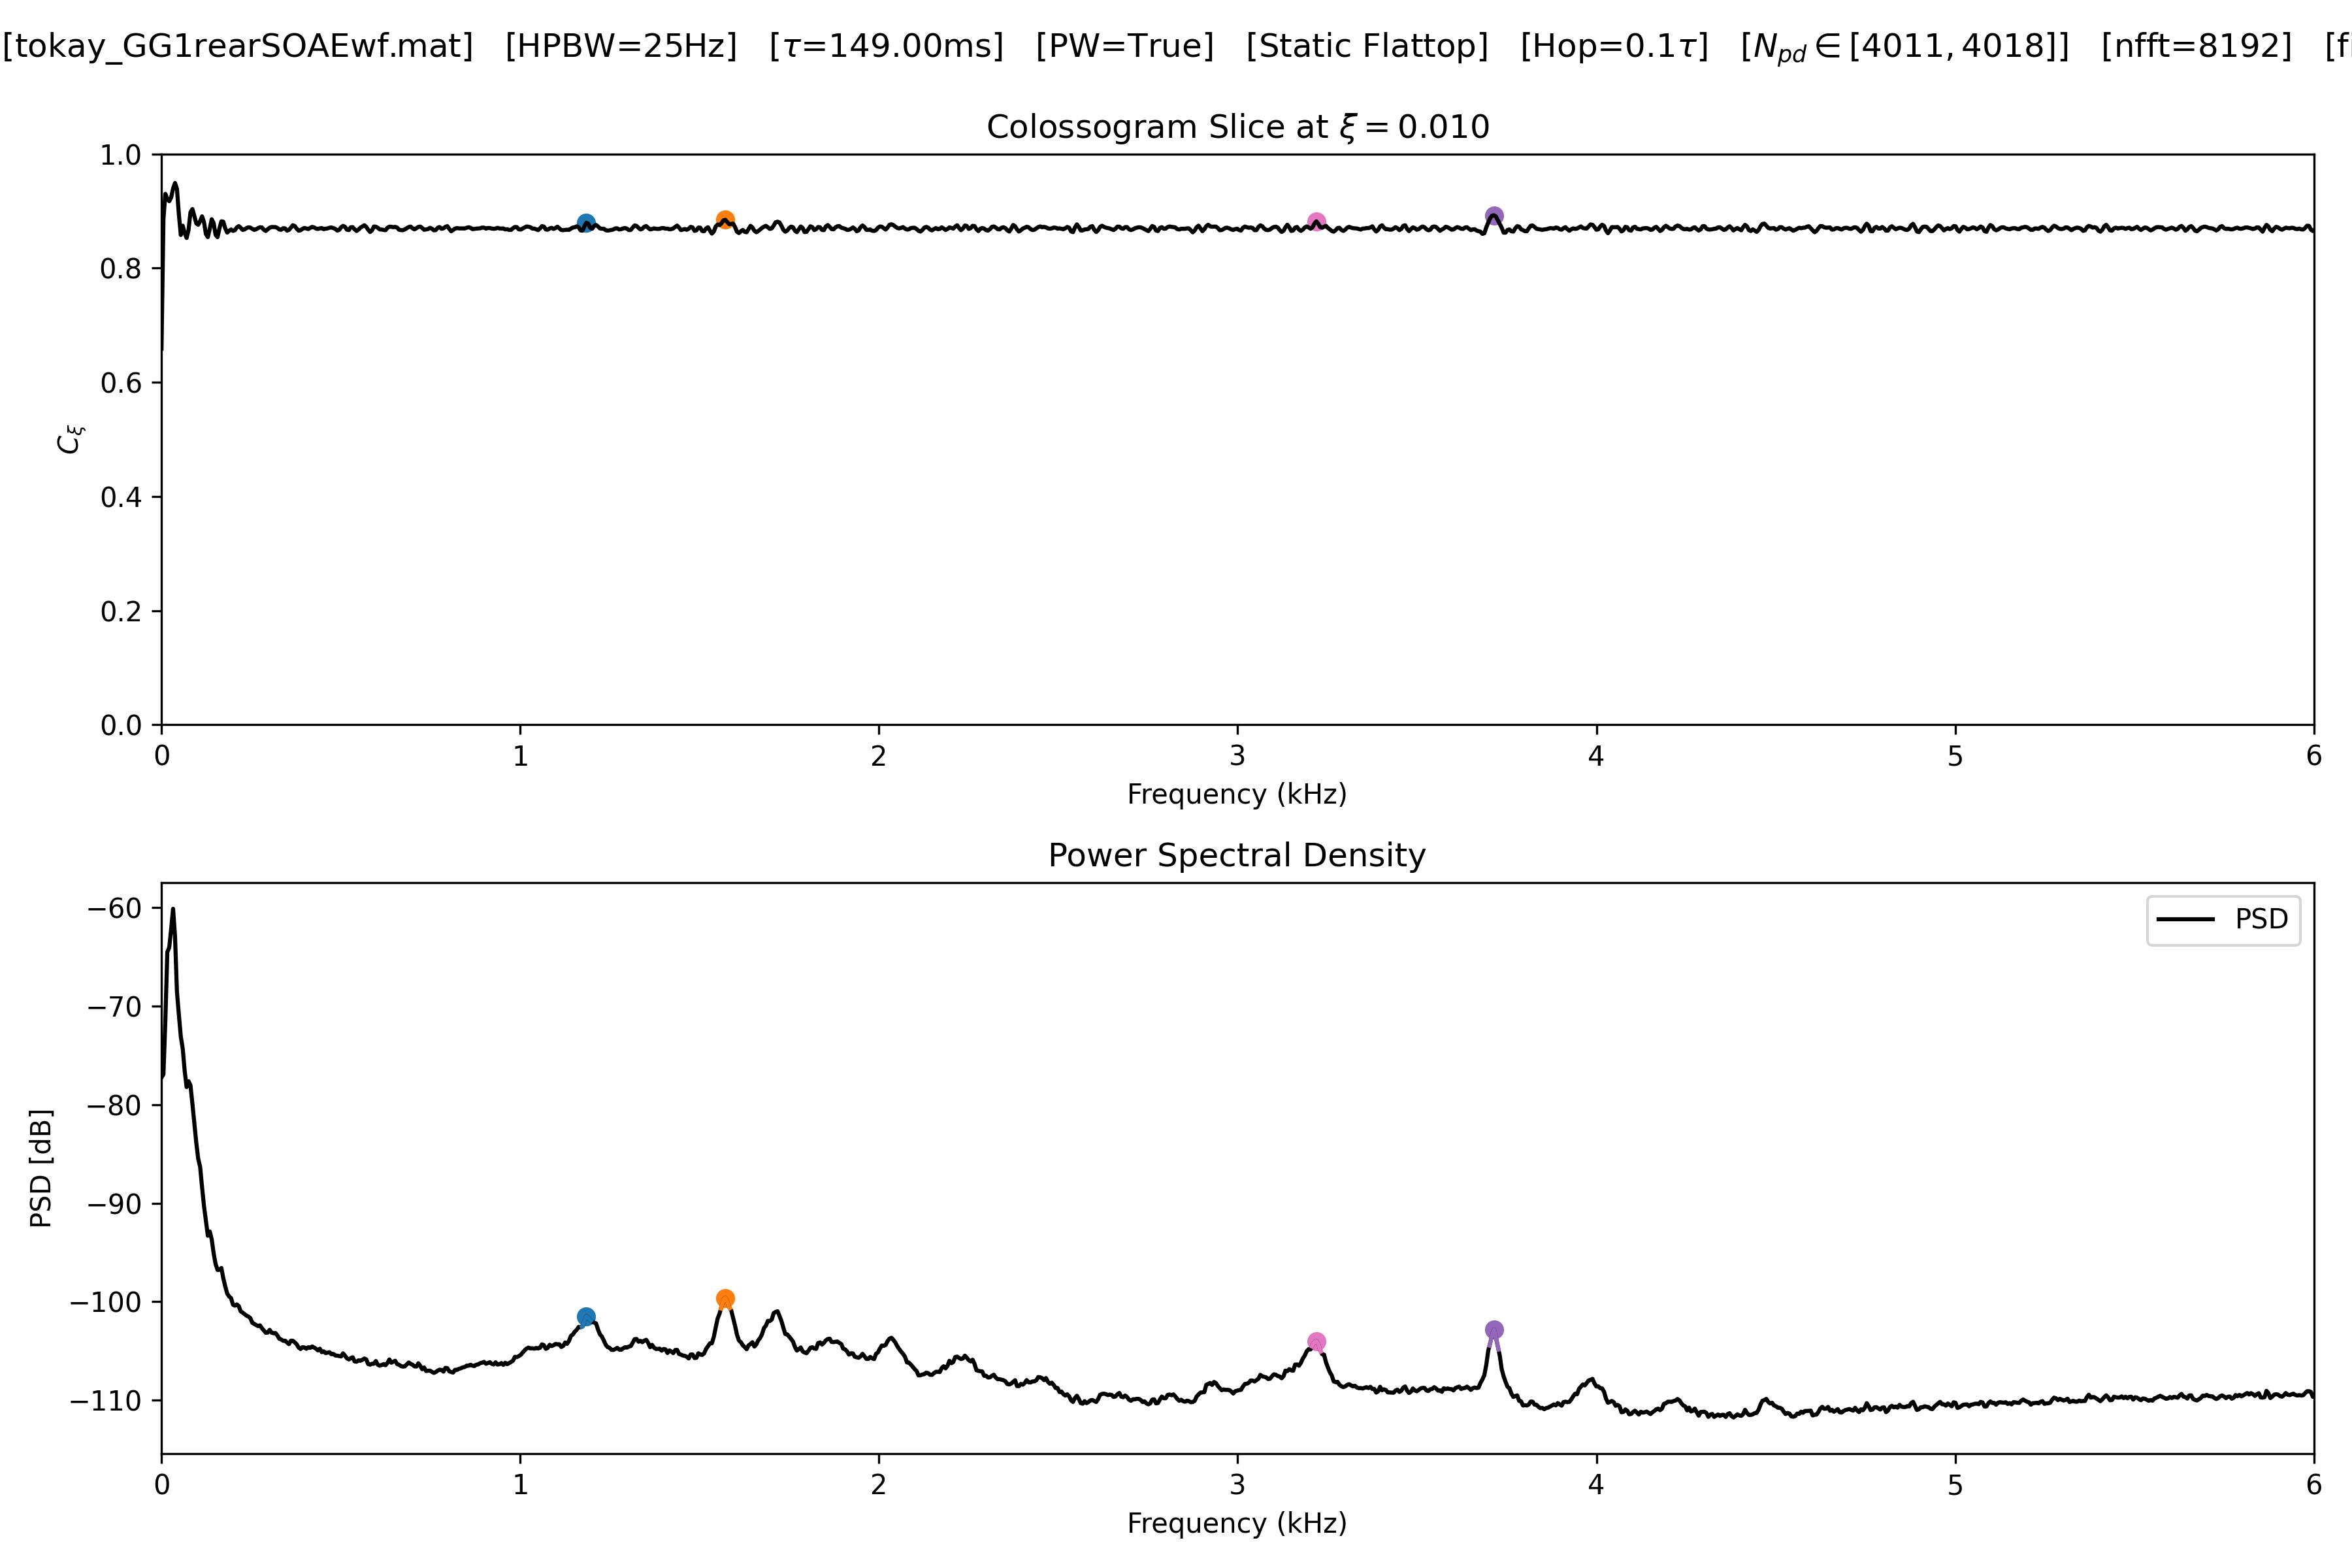 [tokay_GG1rearSOAEwf.mat] [HPBW=25Hz] [τ=149.00ms] [PW=True] [Static Flattop] [Hop=0.1τ] [N_pd ∈ [4011, 4018]] [nfft=8192]
Colossogram Slice at ξ = 0.010
1.0
0.8
0.6
0.4
0.2
0.0
C_ξ
0 1 2 3 4 5 6
Frequency (kHz)
Power Spectral Density
−60
−70
−80
−90
−100
−110
PSD [dB]
PSD
0 1 2 3 4 5 6
Frequency (kHz)